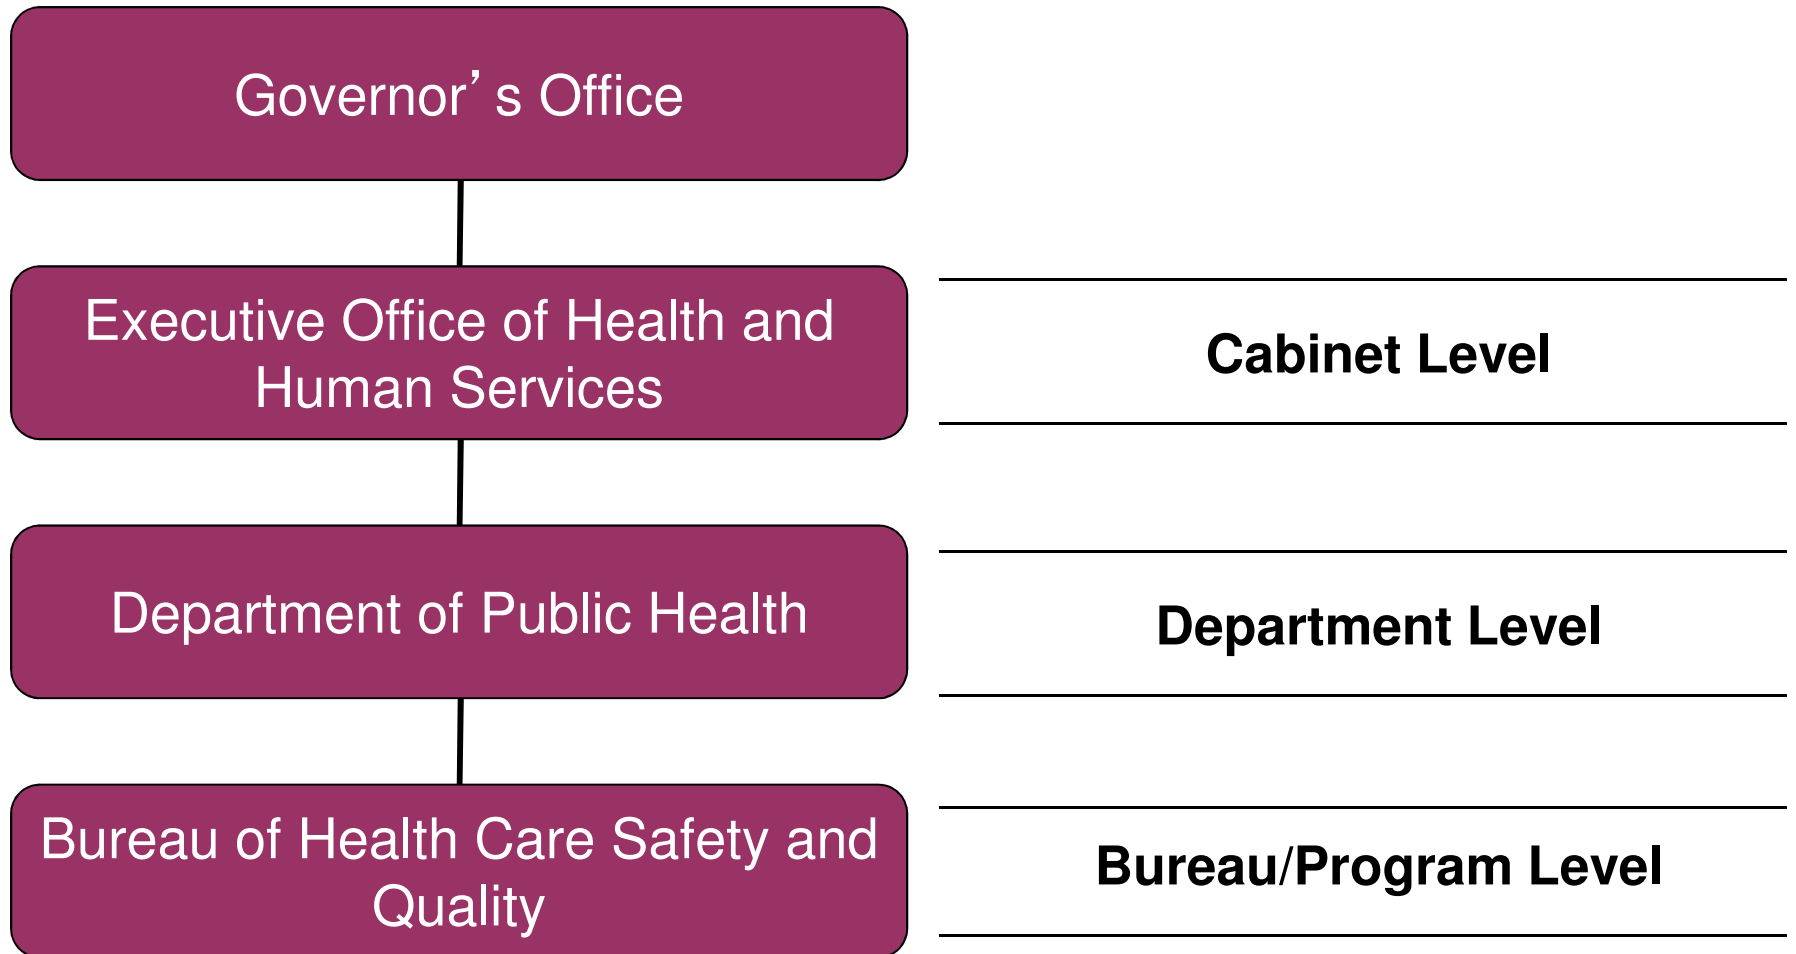 Governor’s Office
Executive Office of Health and
Human Services
Cabinet Level
Department of Public Health
Department Level
Bureau of Health Care Safety and
Quality
Bureau/Program Level